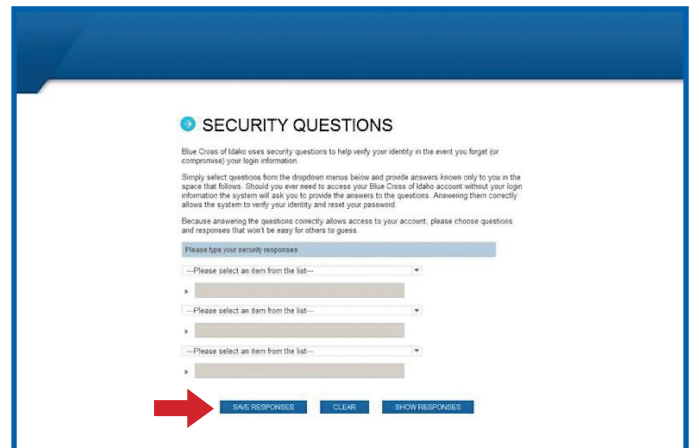 SECURITY QUESTIONS
Blue Cross of Idaho uses security questions to help verify your identity in the event you forget (or
compromise) your login information.
Simply select questions from the dropdown menus below and provide answers known only to you in the
space that follows. Should you ever need to access your Blue Cross of Idaho account without your login
information the system will ask you to provide the answers to the questions. Answering them correctly
allows the system to verify your identity and reset your password.
Because answering the questions correctly allows access to your account, please choose questions
and responses that won't be easy for others to guess.
Please type your security responses
---Please select an item from the list---
»
---Please select an item from the list---
»
---Please select an item from the list---
»
SAVE RESPONSES CLEAR SHOW RESPONSES